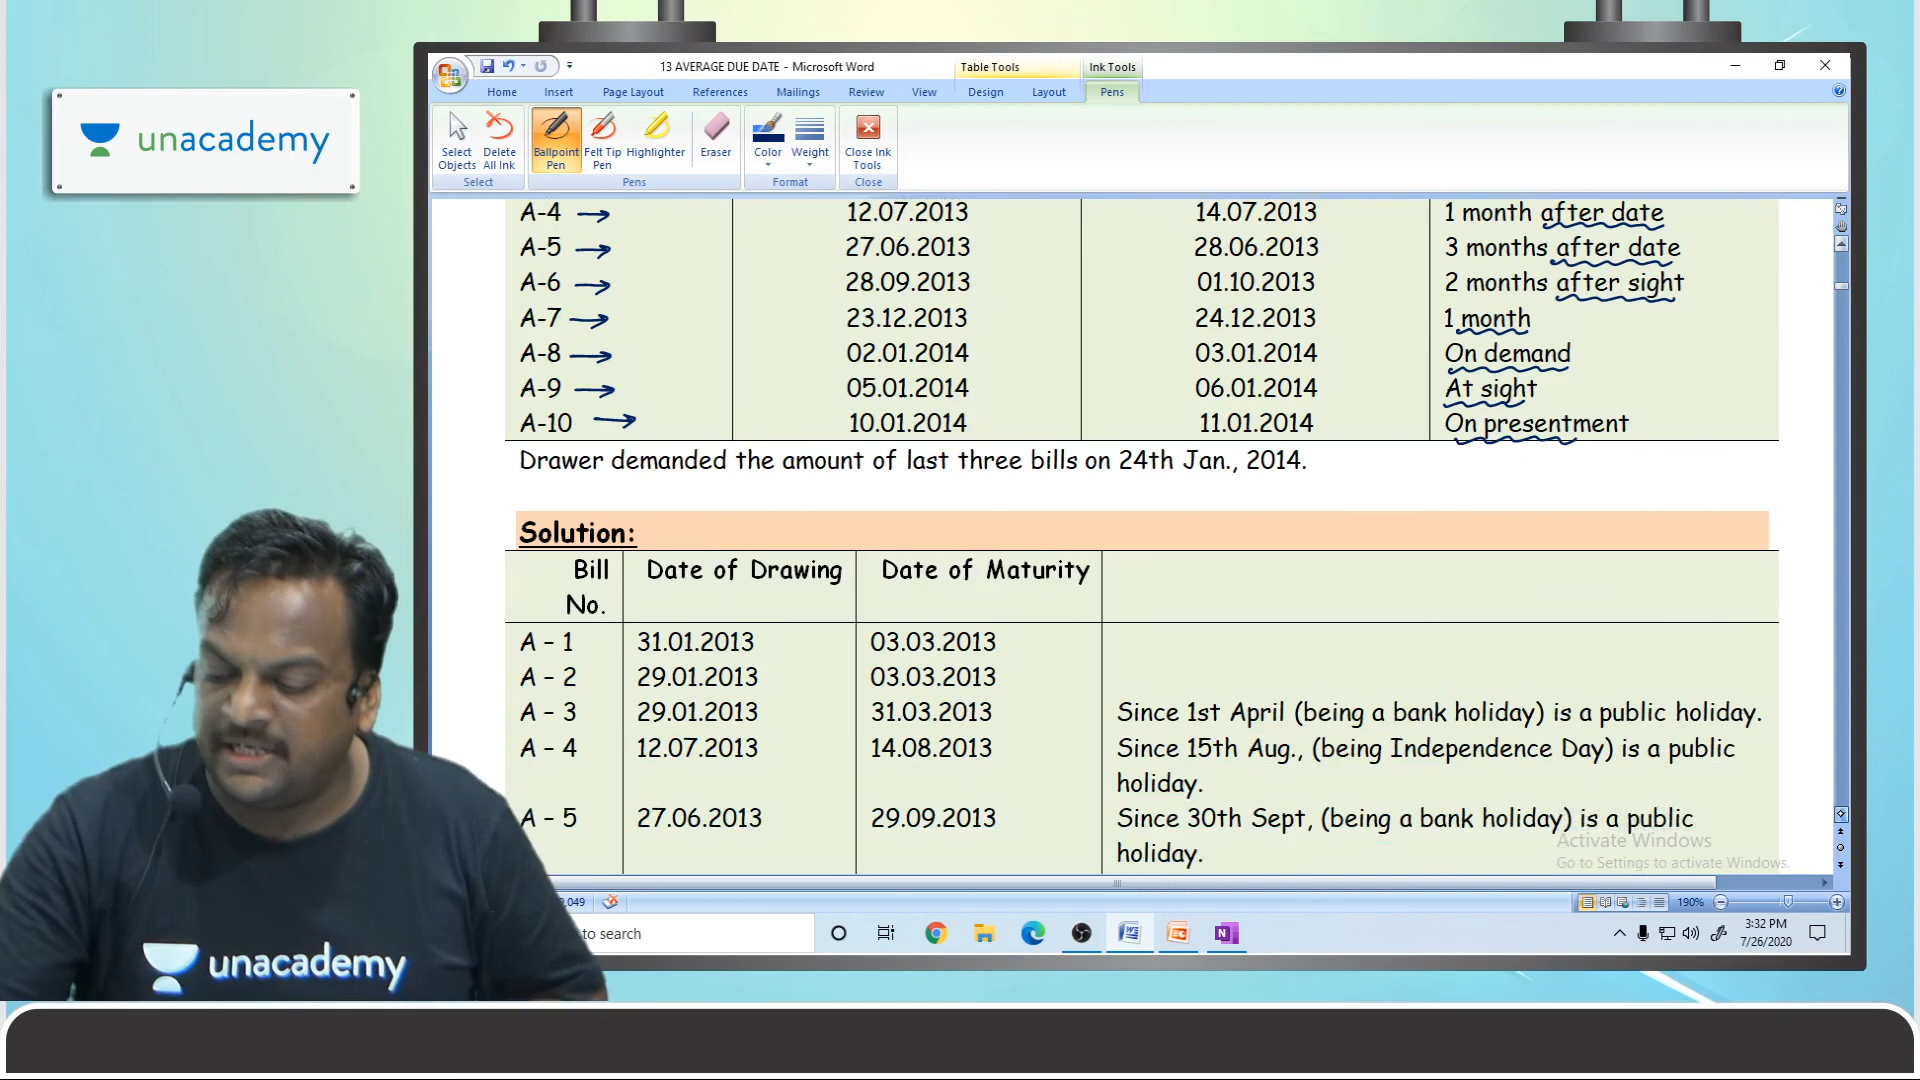 unacademy
13 AVERAGE DUE DATE - Microsoft Word
Table Tools
Ink Tools
Home Insert Page Layout References Mailings Review View Design Layout Pens
Select Objects
Delete All Ink
Ballpoint Pen
Felt Tip Pen
Highlighter
Eraser
Color
Weight
Close Ink Tools
Select Pens Format Close
A-4 → 12.07.2013 14.07.2013 1 month after date
A-5 → 27.06.2013 28.06.2013 3 months after date
A-6 → 28.09.2013 01.10.2013 2 months after sight
A-7 → 23.12.2013 24.12.2013 1 month
A-8 → 02.01.2014 03.01.2014 On demand
A-9 → 05.01.2014 06.01.2014 At sight
A-10 → 10.01.2014 11.01.2014 On presentment
Drawer demanded the amount of last three bills on 24th Jan., 2014.
Solution:
Bill No. Date of Drawing Date of Maturity
A - 1 31.01.2013 03.03.2013
A - 2 29.01.2013 03.03.2013
A - 3 29.01.2013 31.03.2013 Since 1st April (being a bank holiday) is a public holiday.
A - 4 12.07.2013 14.08.2013 Since 15th Aug., (being Independence Day) is a public
holiday.
A - 5 27.06.2013 29.09.2013 Since 30th Sept, (being a bank holiday) is a public
holiday.
Activate Windows
Go to Settings to activate Windows.
,049
190%
to search
3:32 PM
7/26/2020
unacademy